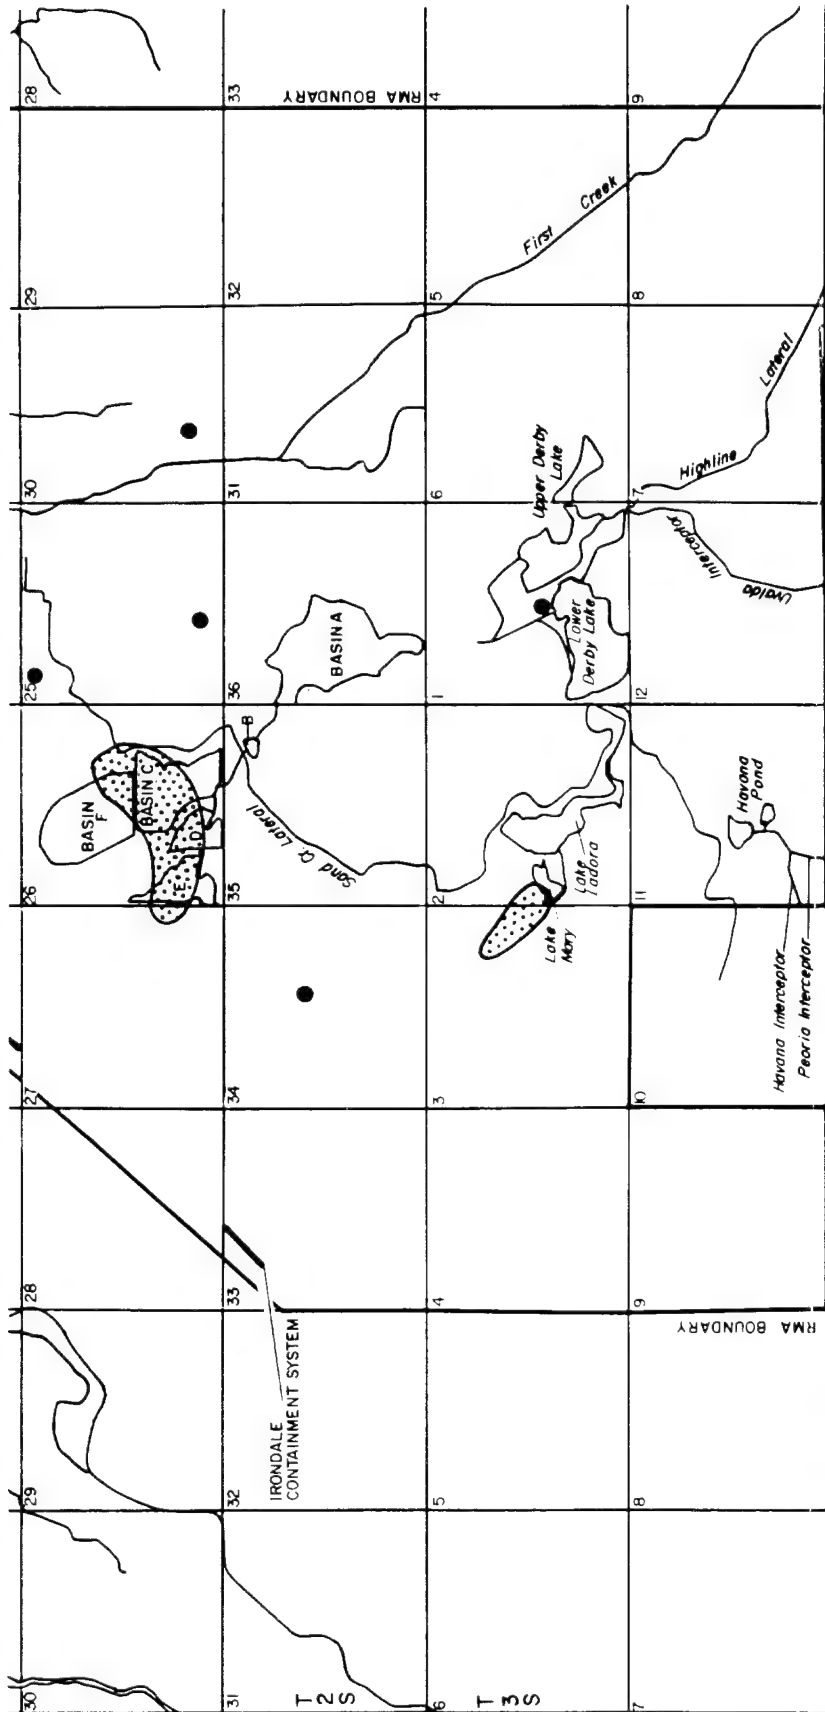 28
33
RMA BOUNDARY
4
9
First Creek
29
32
5
8
Highline Lateral
30
31
6
7
Upper Derby
Lake
Uvalda Interceptor
BASIN A
Lower
Derby Lake
25
36
1
12
B
BASIN
F
BASIN C
D
E
Sand Cr. Lateral
Lake
Ladora
Havana
Pond
26
35
2
11
Lake
Mary
Havana Interceptor
Peoria Interceptor
27
34
3
10
28
33
4
9
RMA BOUNDARY
IRONDALE
CONTAINMENT SYSTEM
29
32
5
8
30
31
T
2
S
6
T
3
S
7